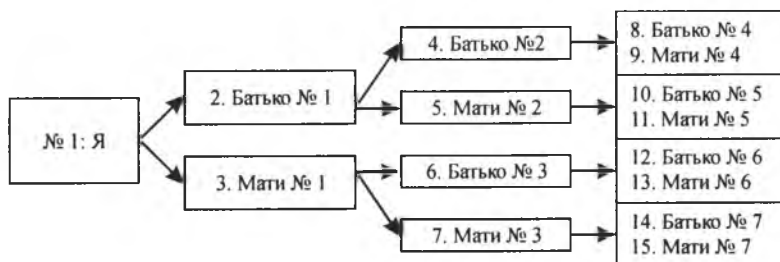 № 1: Я
2. Батько № 1
3. Мати № 1
4. Батько №2
5. Мати № 2
6. Батько № 3
7. Мати № 3
8. Батько № 4
9. Мати № 4
10. Батько № 5
11. Мати № 5
12. Батько № 6
13. Мати № 6
14. Батько № 7
15. Мати № 7